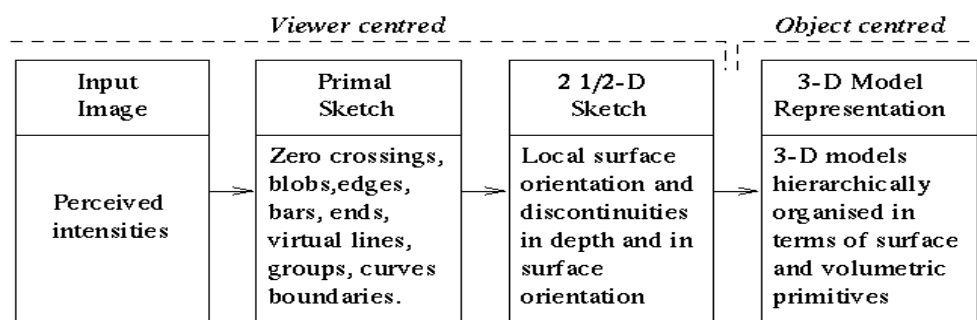 Viewer centred
Object centred
Input
Image
Perceived
intensities
Primal
Sketch
Zero crossings,
blobs,edges,
bars, ends,
virtual lines,
groups, curves
boundaries.
2 1/2-D
Sketch
Local surface
orientation and
discontinuities
in depth and in
surface
orientation
3-D Model
Representation
3-D models
hierarchically
organised in
terms of surface
and volumetric
primitives